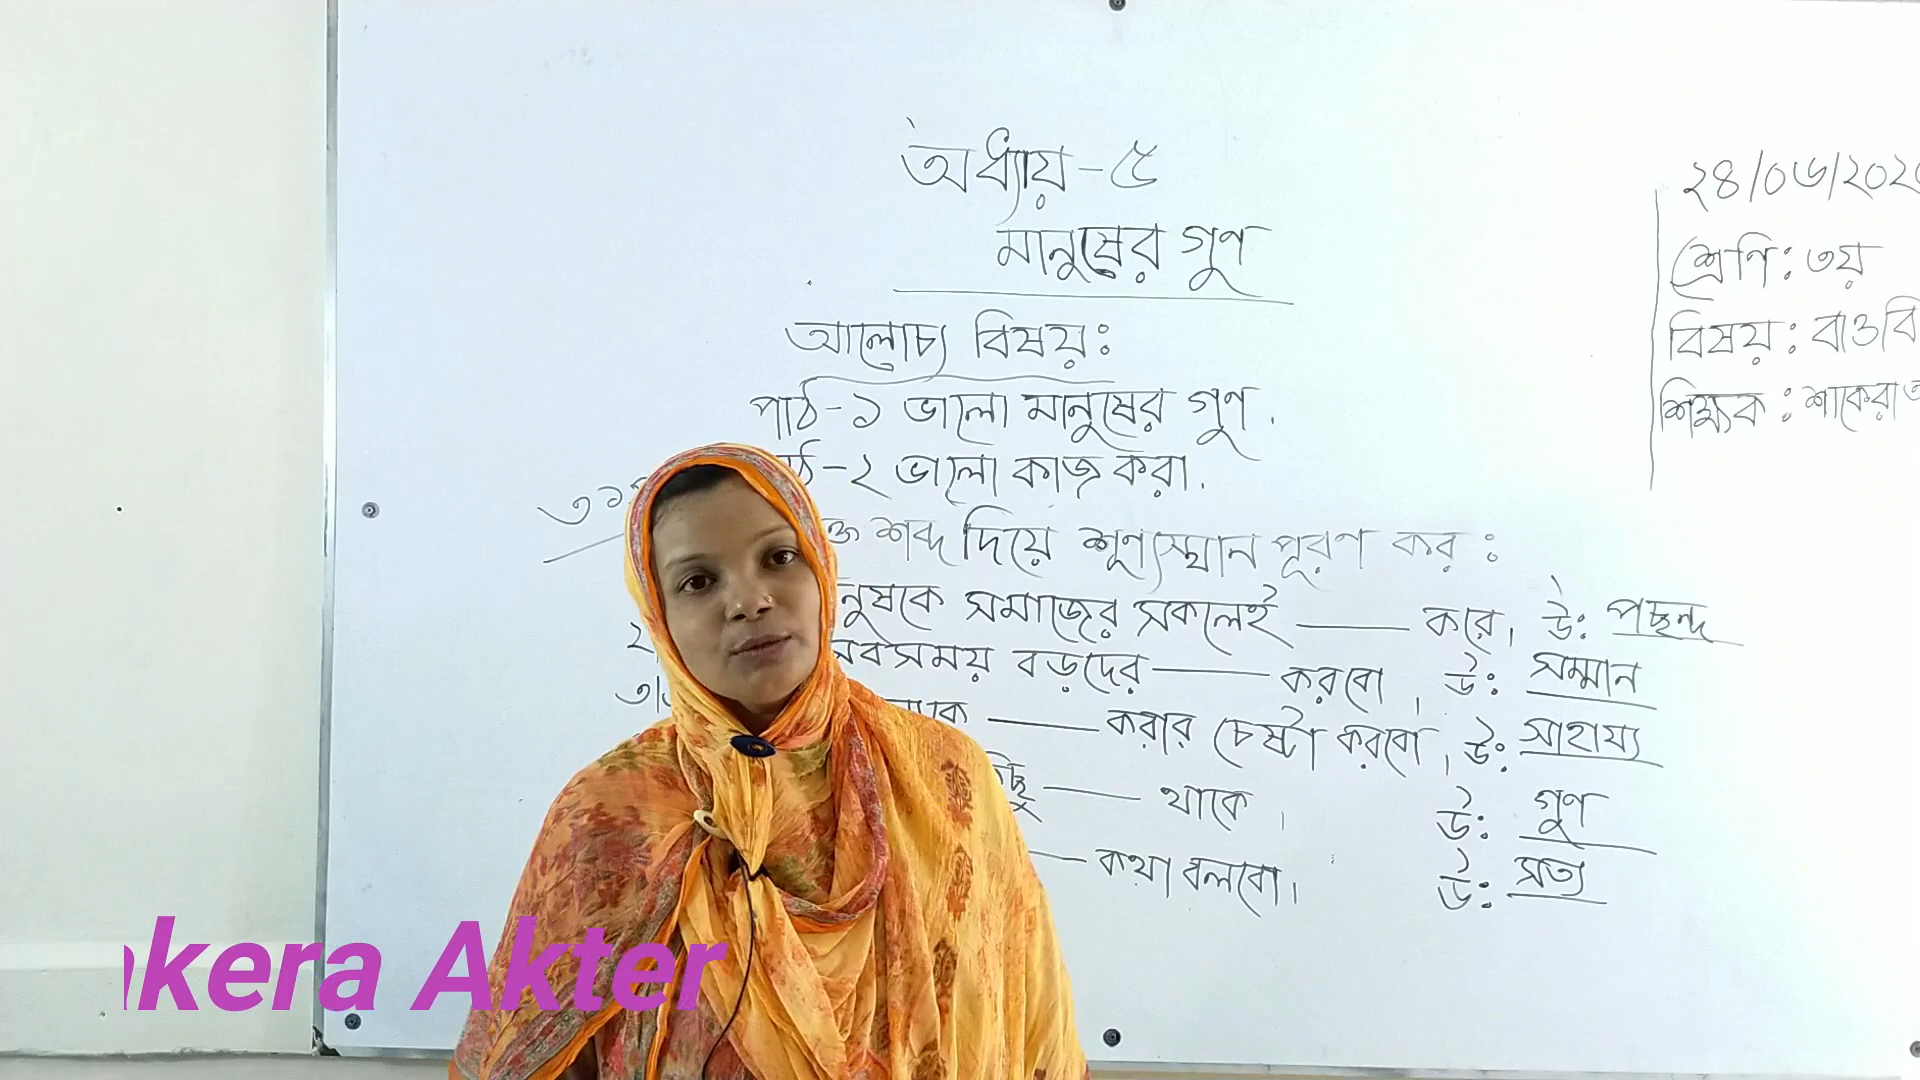 অধ্যায়-৫
মানুষের গুণ
আলোচ্য বিষয়ঃ
পাঠ-১ ভালো মানুষের গুণ.
ঠ-২ ভালো কাজ করা.
শব্দ দিয়ে শূণ্যস্থান পূরণ কর ঃ
নুষকে সমাজের সকলেই ——— করে। উঃ পছন্দ
সবসময় বড়দের ——— করবো। উঃ সম্মান
——— করার চেষ্টা করবো। উঃ সাহায্য
——— থাকে। উঃ গুণ
—— কথা বলবো। উঃ সত্য
২৪/০৬/২০২
শ্রেণি ঃ ৩য়
বিষয় ঃ বাওবি
শিক্ষক ঃ শাকেরা
kera Akter